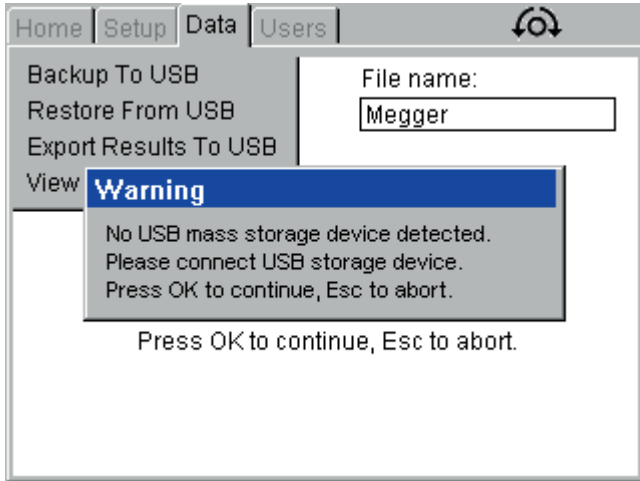 Home Setup Data Users
Backup To USB
Restore From USB
Export Results To USB
View
File name:
Megger
Warning
No USB mass storage device detected.
Please connect USB storage device.
Press OK to continue, Esc to abort.
Press OK to continue, Esc to abort.